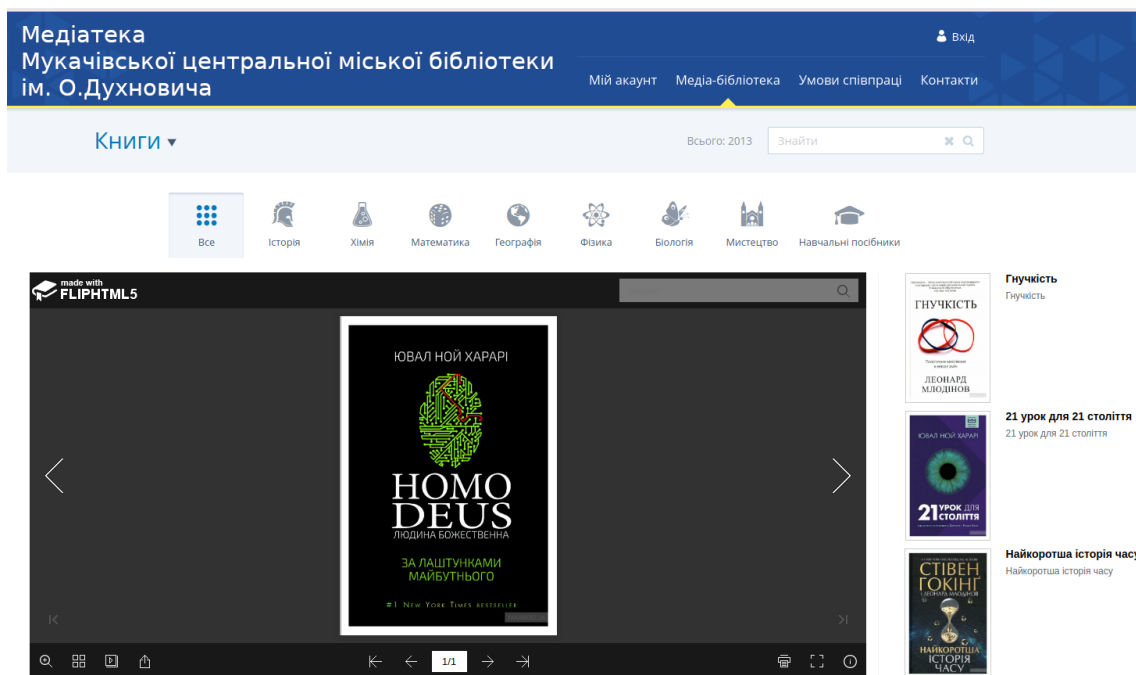 Медіатека
Мукачівської центральної міської бібліотеки
ім. О.Духновича
Вхід
Мій акаунт Медіа-бібліотека Умови співпраці Контакти
Книги
Всього: 2013
Знайти
Все Історія Хімія Математика Географія Фізика Біологія Мистецтво Навчальні посібники
made with
FLIPHTML5
ЮВАЛ НОЙ ХАРАРІ
HOMO
DEUS
ЛЮДИНА БОЖЕСТВЕННА
ЗА ЛАШТУНКАМИ
МАЙБУТНЬОГО
#1 New York Times bestseller
1/1
ГНУЧКІСТЬ
ЛЕОНАРД
МЛОДІНОВ
Гнучкість
Гнучкість
ЮВАЛ НОЙ ХАРАРІ
21 УРОК ДЛЯ
СТОЛІТТЯ
21 урок для 21 століття
21 урок для 21 століття
СТІВЕН
ГОКІНГ
І ЛЕОНАРД МЛОДІНОВ
НАЙКОРОТША
ІСТОРІЯ
ЧАСУ
Найкоротша історія часу
Найкоротша історія часу